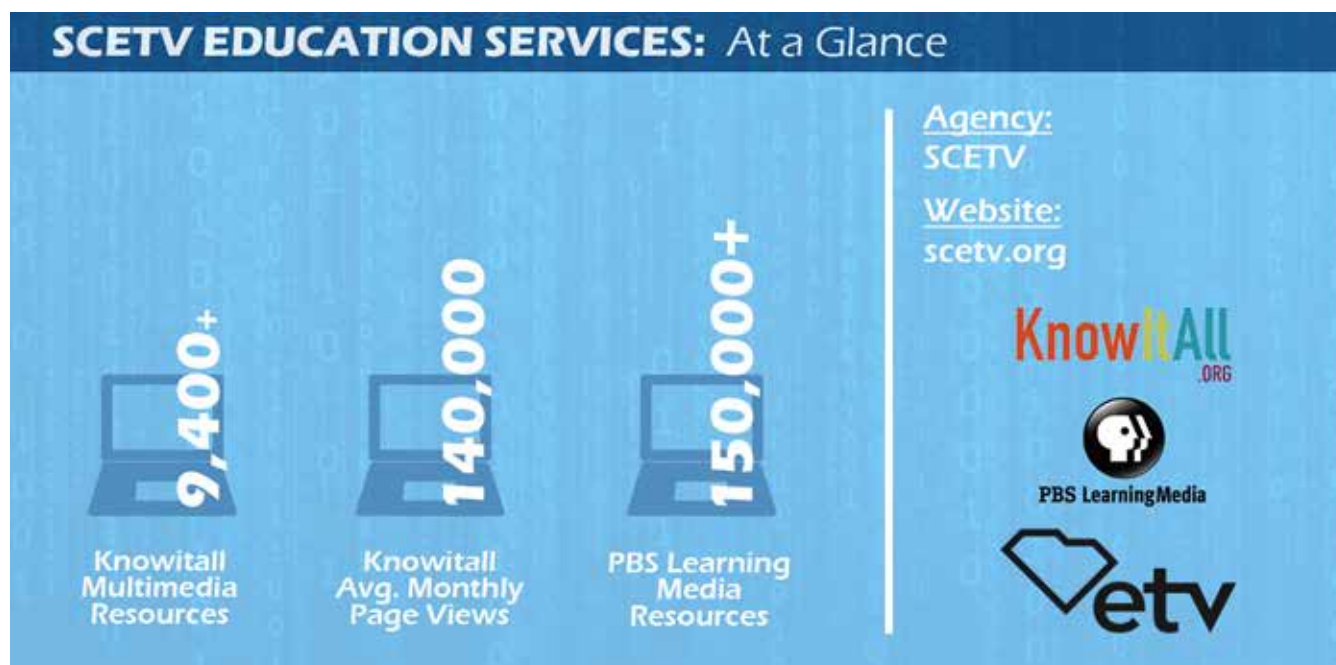 SCETV EDUCATION SERVICES: At a Glance
9,400+
Knowitall
Multimedia
Resources
140,000
Knowitall
Avg. Monthly
Page Views
150,000+
PBS Learning
Media
Resources
Agency:
SCETV
Website:
scetv.org
KnowItAll
.ORG
PBS LearningMedia
etv